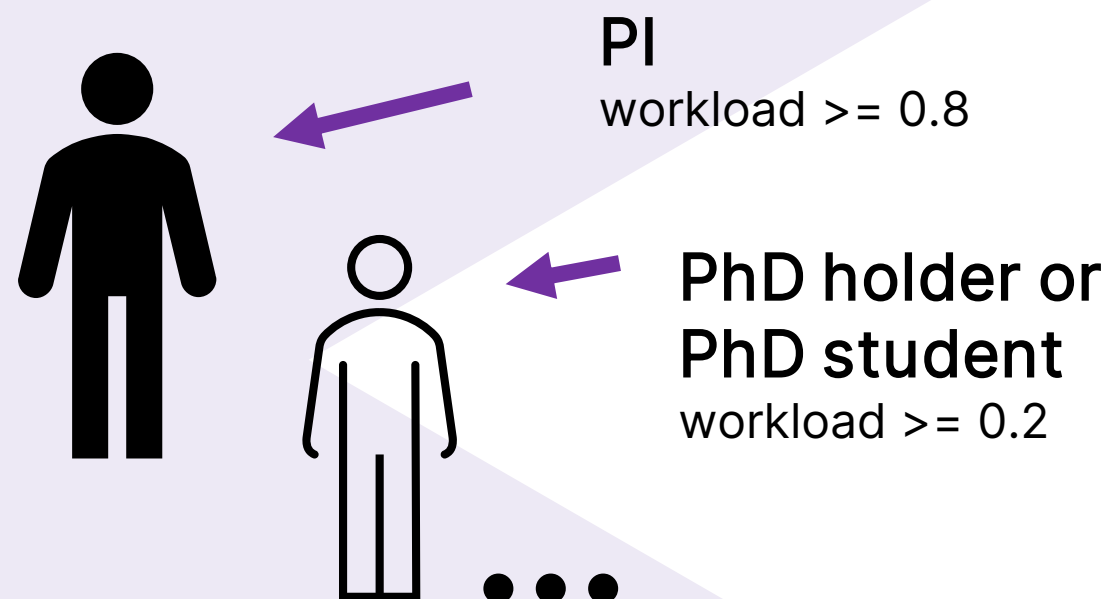 PI
workload >= 0.8
PhD holder or
PhD student
workload >= 0.2